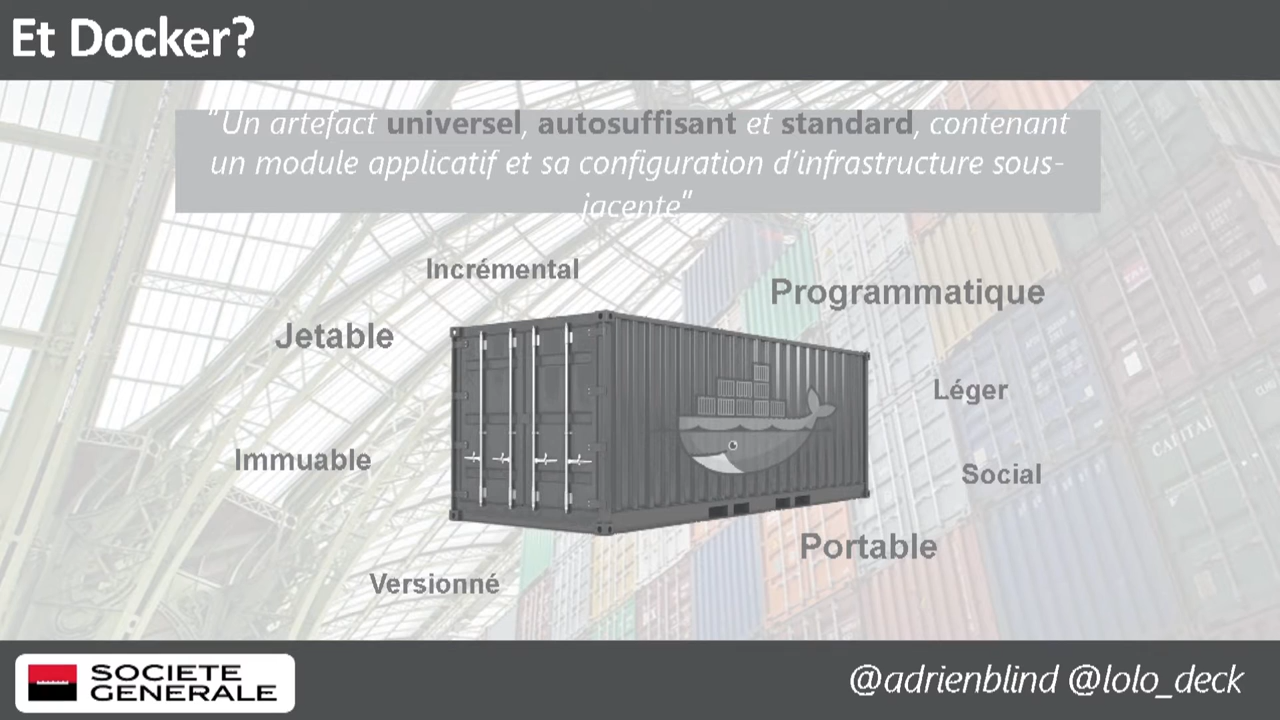 Et Docker?
"Un artefact universel, autosuffisant et standard, contenant
un module applicatif et sa configuration d'infrastructure sous-
jacente"
Incrémental
Programmatique
Jetable
Léger
Immuable
Social
Portable
Versionné
CAPITAL
SOCIETE
GENERALE
@adrienblind @lolo_deck